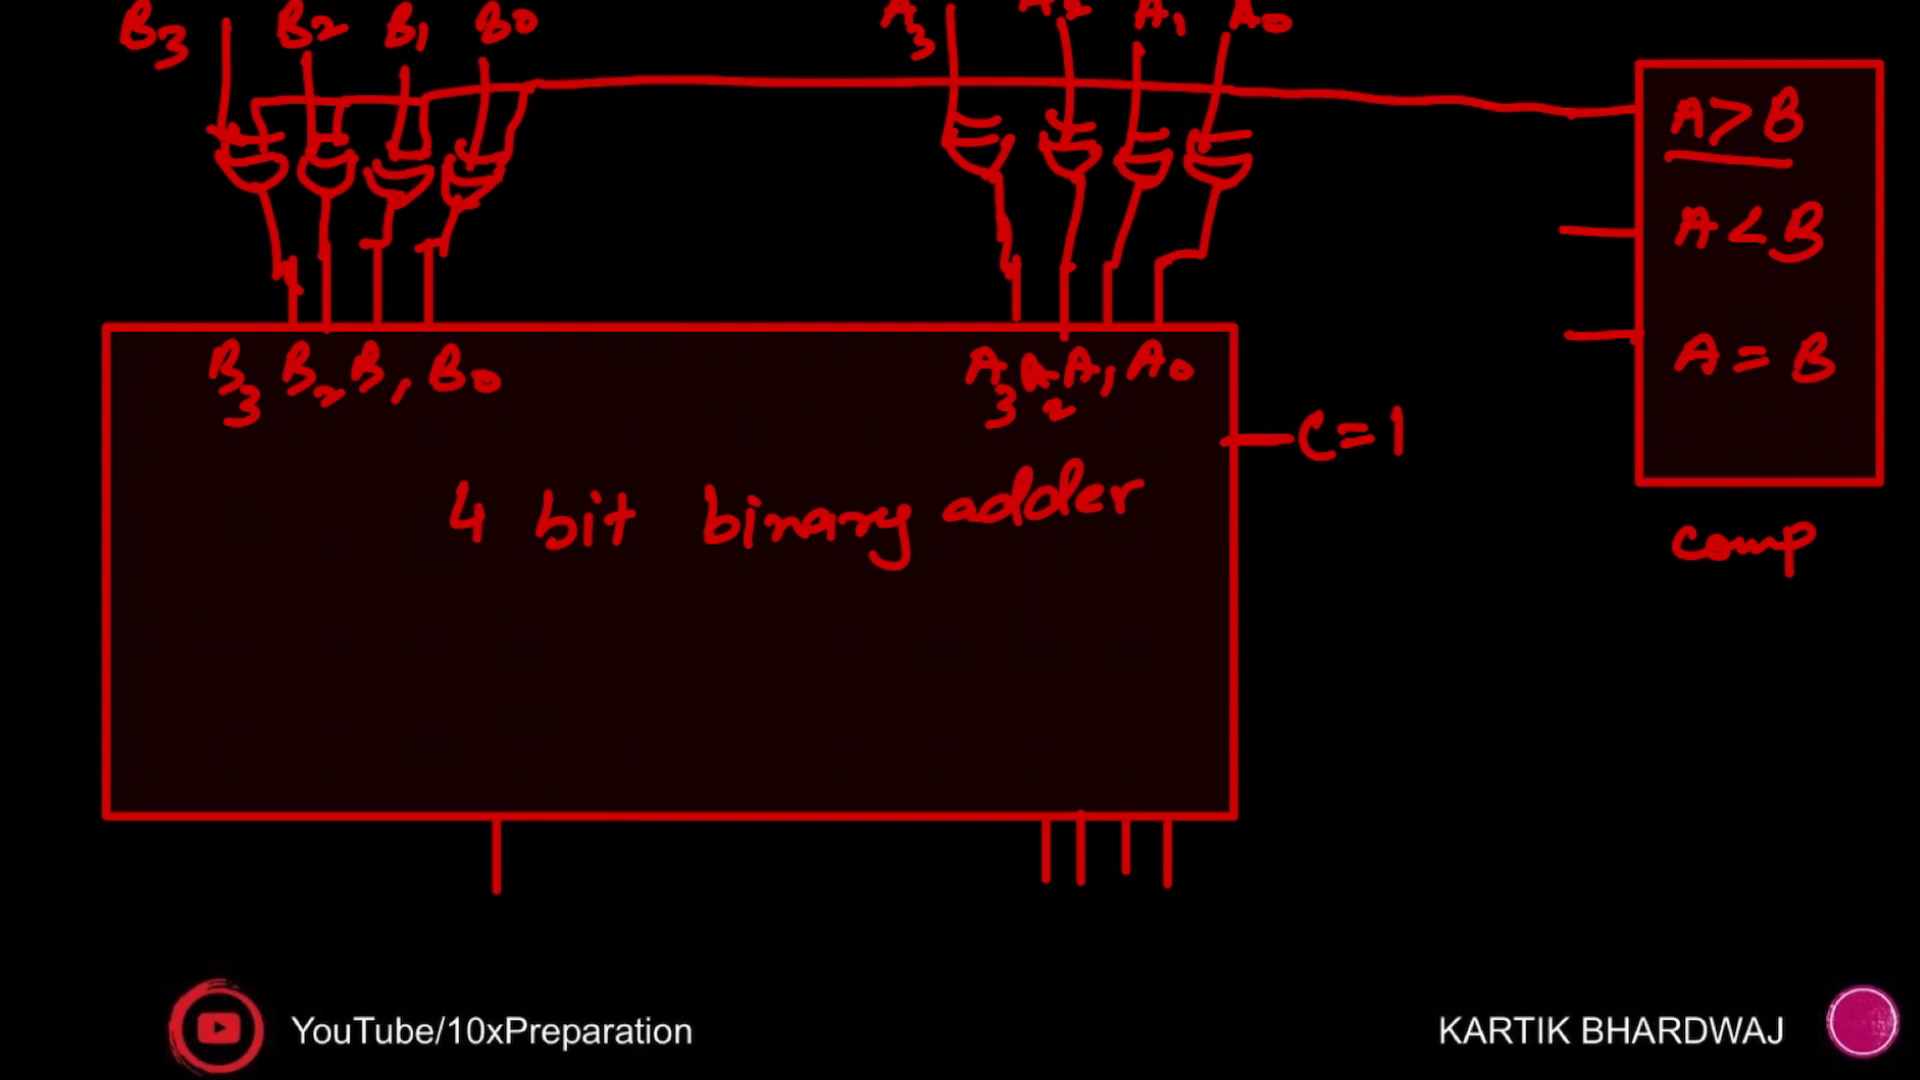 B3 B2 B1 B0 A3 A2 A1 A0
A>B
A<B
A=B
B3 B2 B1 B0 A3 A2 A1 A0
C=1
4 bit binary adder
comp
YouTube/10xPreparation
KARTIK BHARDWAJ